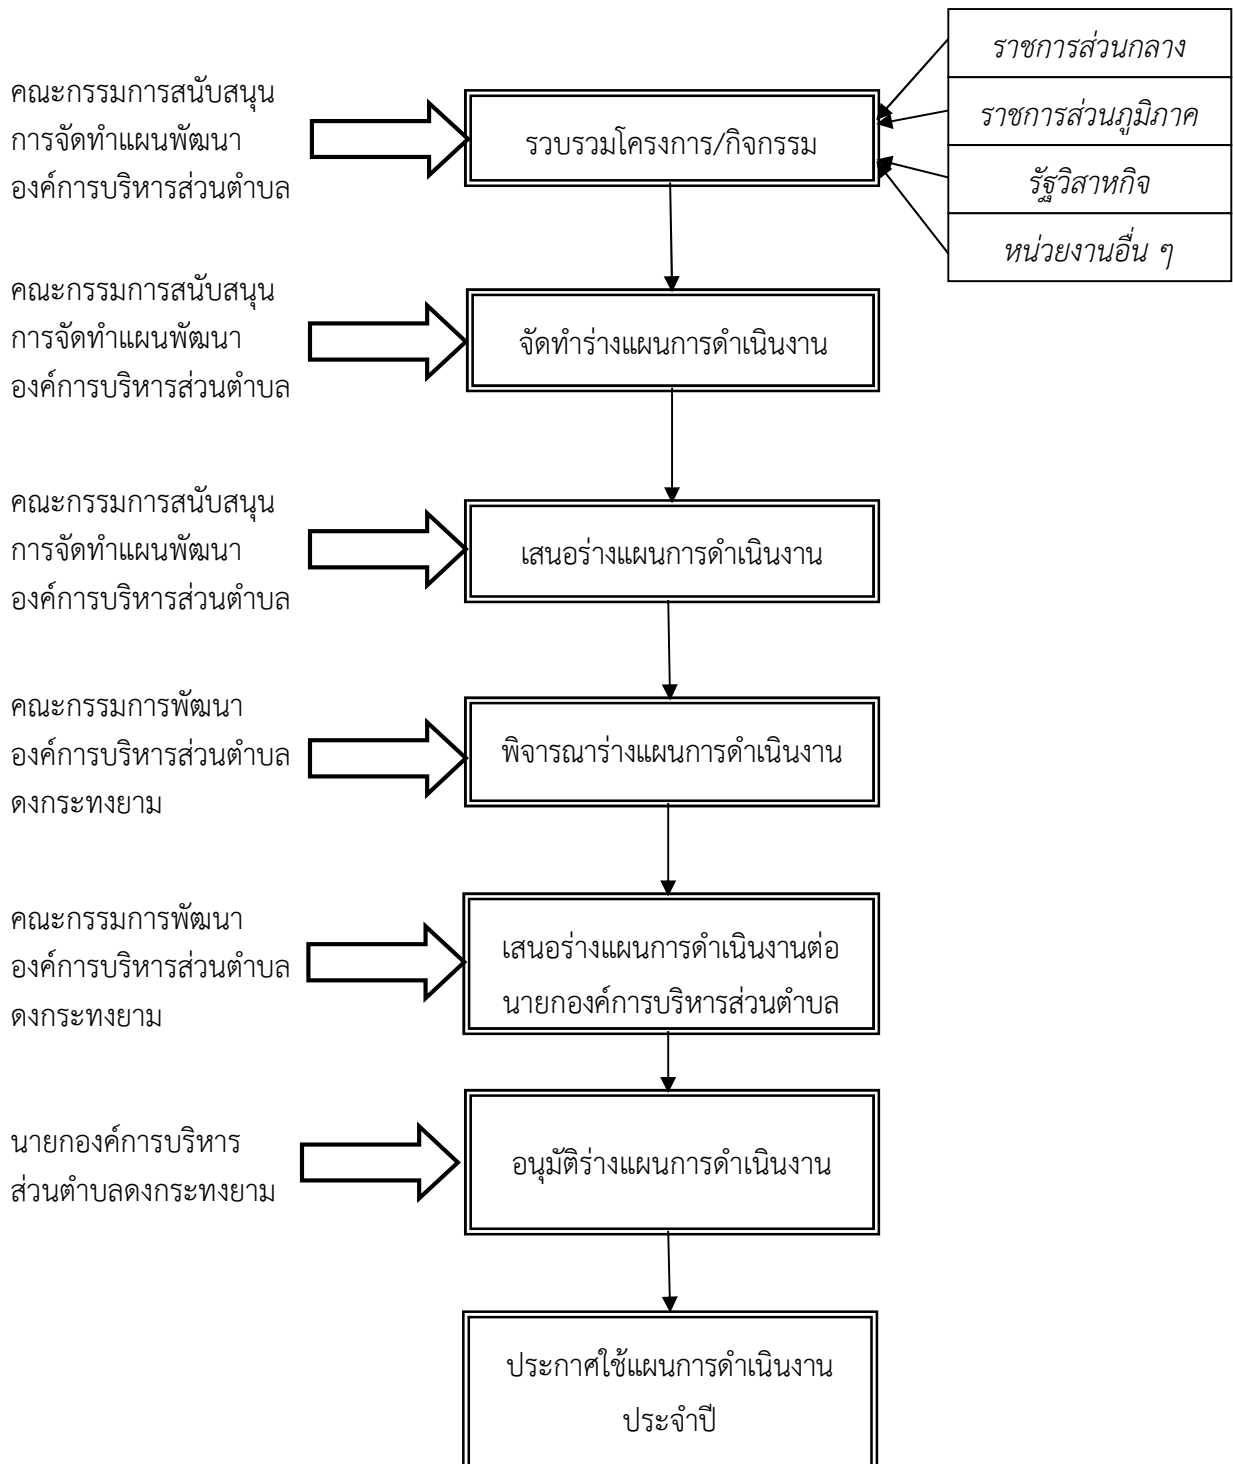 ราชการส่วนกลาง
ราชการส่วนภูมิภาค
รัฐวิสาหกิจ
หน่วยงานอื่น ๆ
คณะกรรมการสนับสนุน
การจัดทำแผนพัฒนา
องค์การบริหารส่วนตำบล
รวบรวมโครงการ/กิจกรรม
คณะกรรมการสนับสนุน
การจัดทำแผนพัฒนา
องค์การบริหารส่วนตำบล
จัดทำร่างแผนการดำเนินงาน
คณะกรรมการสนับสนุน
การจัดทำแผนพัฒนา
องค์การบริหารส่วนตำบล
เสนอร่างแผนการดำเนินงาน
คณะกรรมการพัฒนา
องค์การบริหารส่วนตำบล
ดงกระทงยาม
พิจารณาร่างแผนการดำเนินงาน
คณะกรรมการพัฒนา
องค์การบริหารส่วนตำบล
ดงกระทงยาม
เสนอร่างแผนการดำเนินงานต่อ
นายกองค์การบริหารส่วนตำบล
นายกองค์การบริหาร
ส่วนตำบลดงกระทงยาม
อนุมัติร่างแผนการดำเนินงาน
ประกาศใช้แผนการดำเนินงาน
ประจำปี